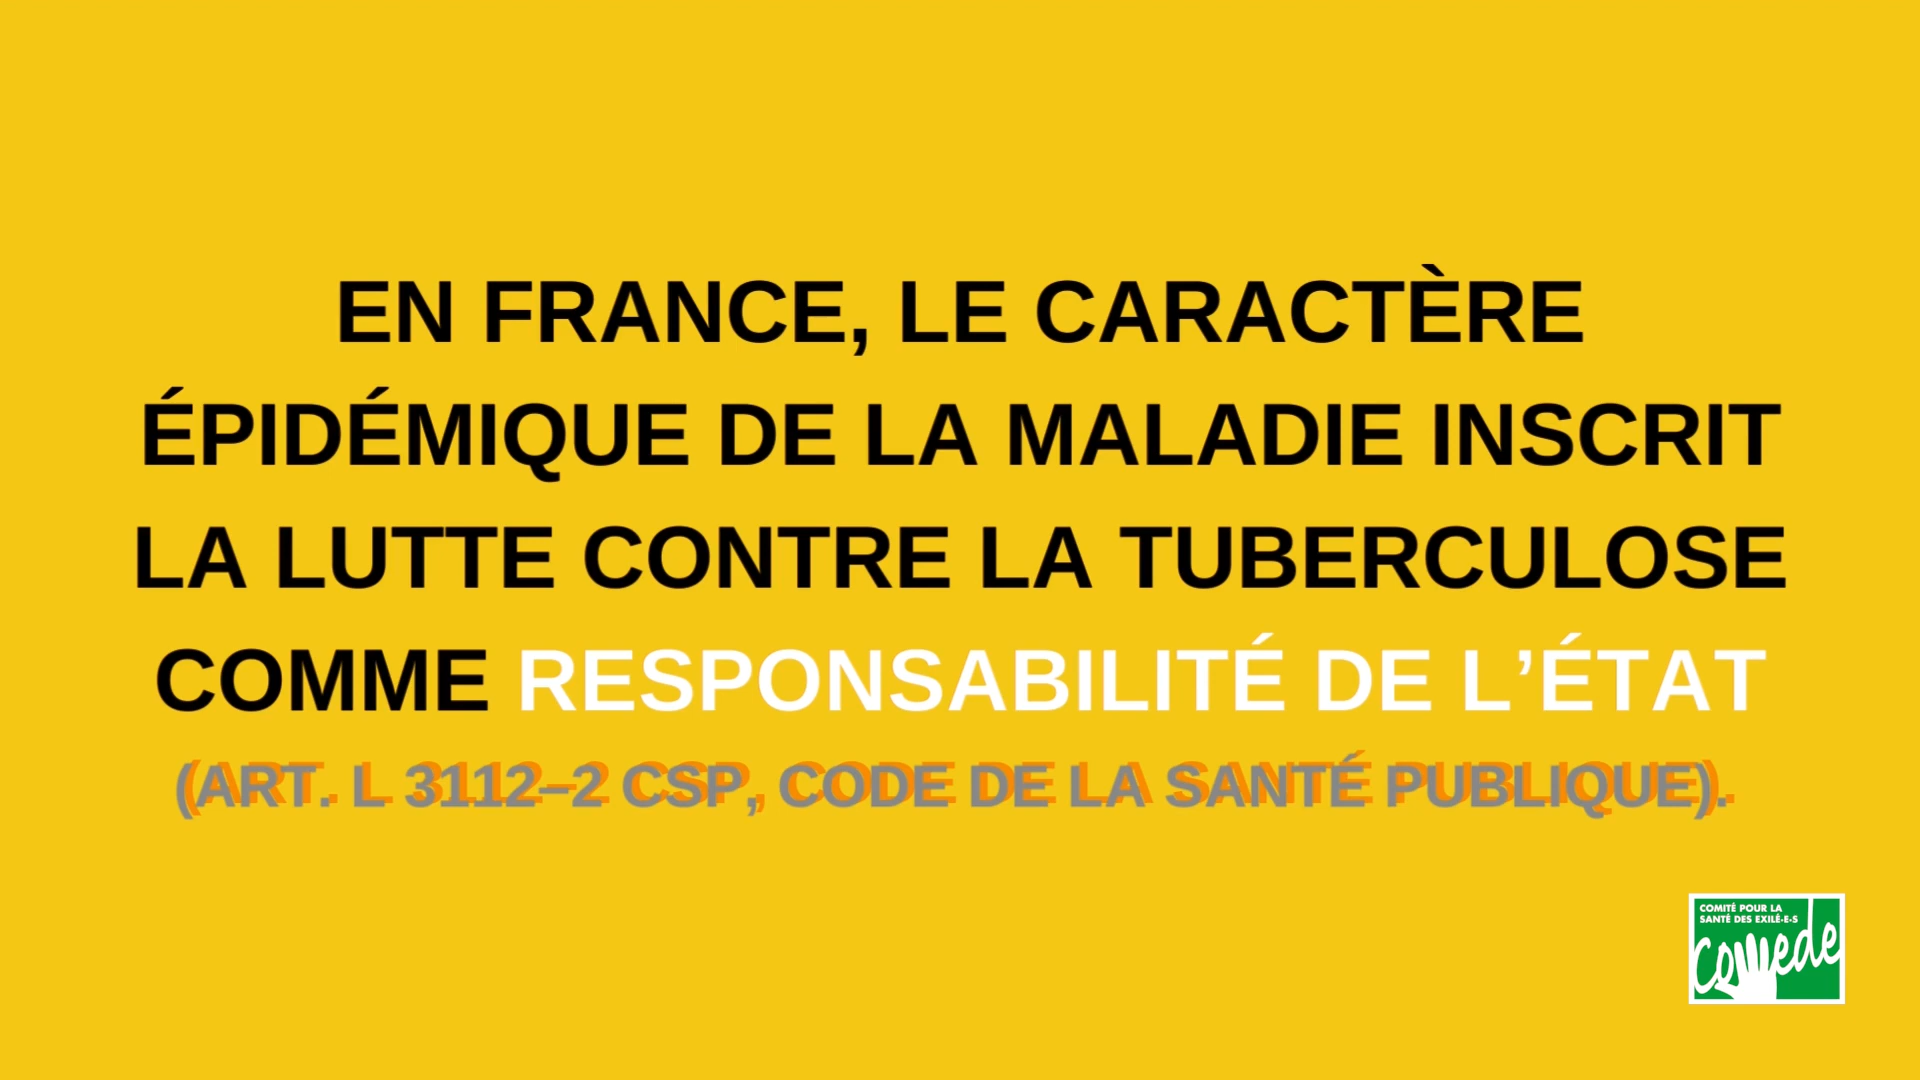 EN FRANCE, LE CARACTÈRE
ÉPIDÉMIQUE DE LA MALADIE INSCRIT
LA LUTTE CONTRE LA TUBERCULOSE
COMME RESPONSABILITÉ DE L’ÉTAT
(ART. L 3112–2 CSP, CODE DE LA SANTÉ PUBLIQUE).
COMITÉ POUR LA
SANTÉ DES EXILÉ·E·S
Comede